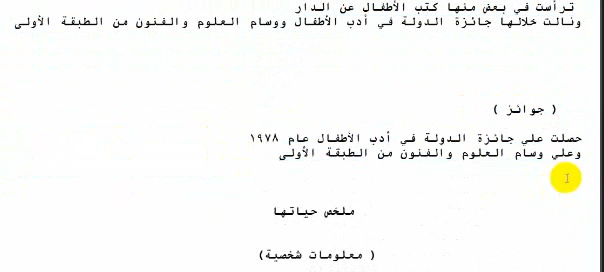 ترأست في بعض منها كتب الأطفال عن الدار
ونالت خلالها جائزة الدولة في أدب الأطفال ووسام العلوم والفنون من الطبقة الأولى
( جوائز )
حصلت علي جائزة الدولة في أدب الأطفال عام ١٩٧٨
وعلي وسام العلوم والفنون من الطبقة الأولى
ملخص حياتها
( معلومات شخصية)